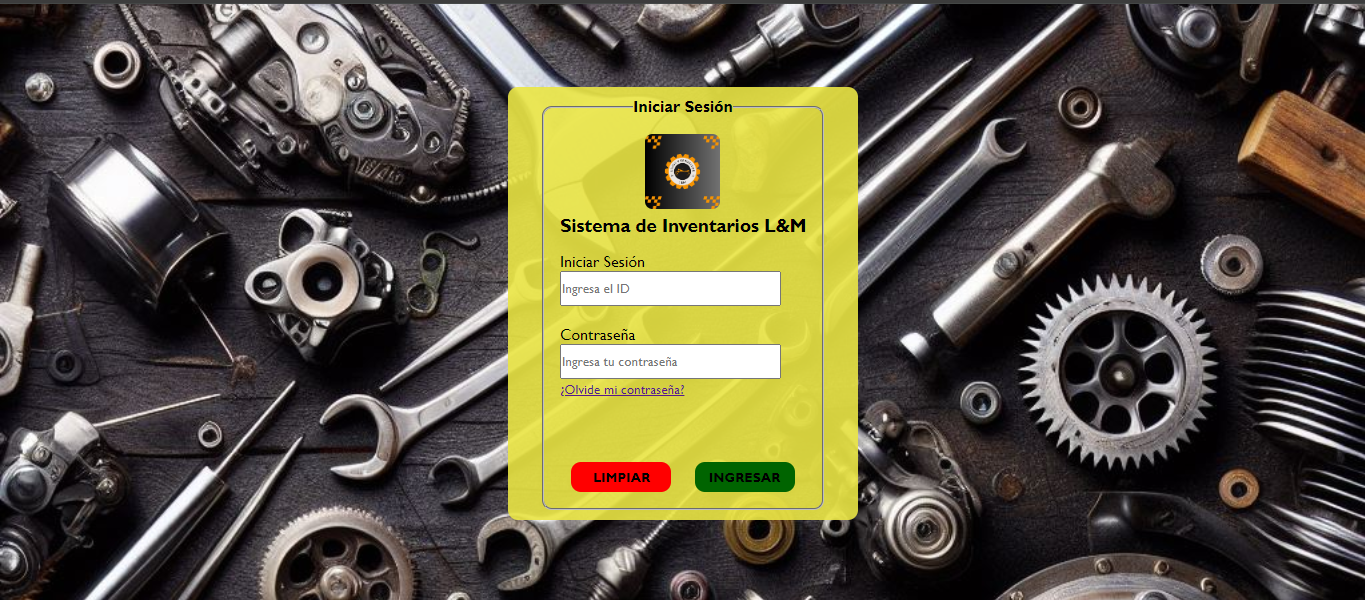 Iniciar Sesión
Sistema de Inventarios L&M
Iniciar Sesión
Ingresa el ID
Contraseña
Ingresa tu contraseña
¿Olvide mi contraseña?
LIMPIAR INGRESAR